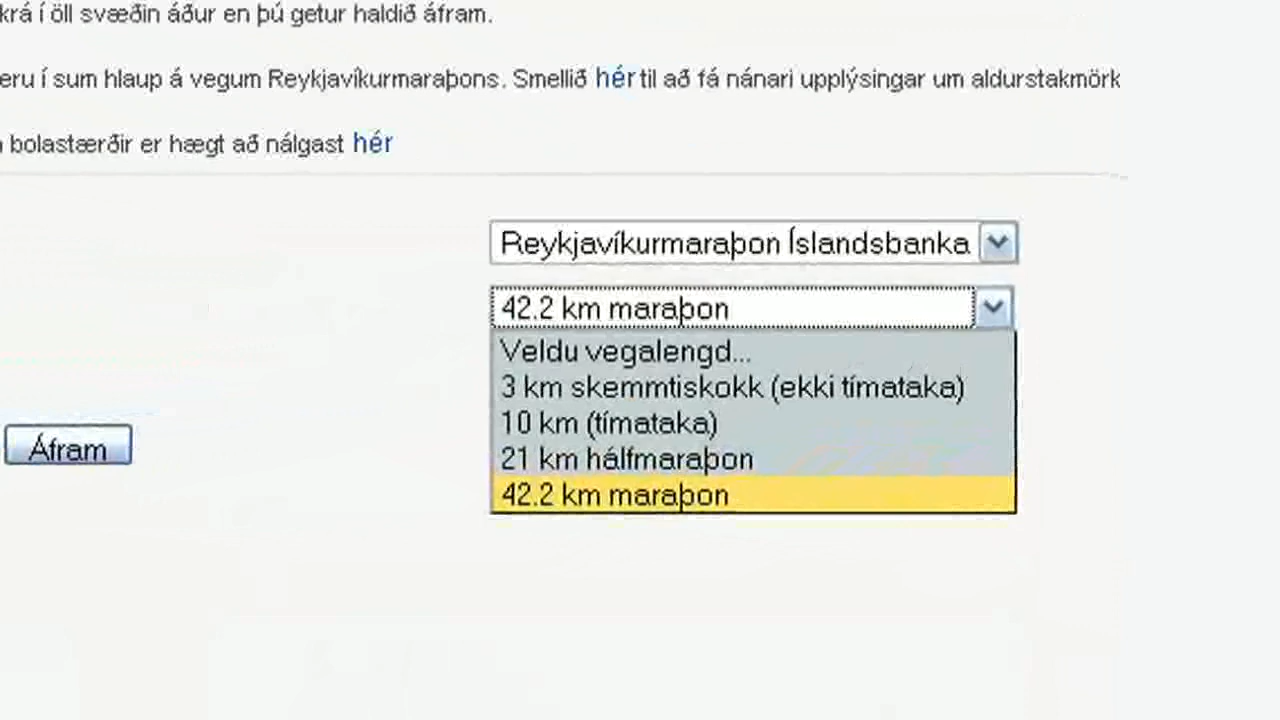 krá í öll svæðin áður en þú getur haldið áfram.
eru í sum hlaup á vegum Reykjavíkurmaraþons. Smellið hér til að fá nánari upplýsingar um aldurstakmörk
bolastærðir er hægt að nálgast hér
Reykjavíkurmaraþon Íslandsbanka
42.2 km maraþon
Veldu vegalengd...
3 km skemmtiskokk (ekki tímataka)
10 km (tímataka)
21 km hálfmaraþon
42.2 km maraþon
Áfram